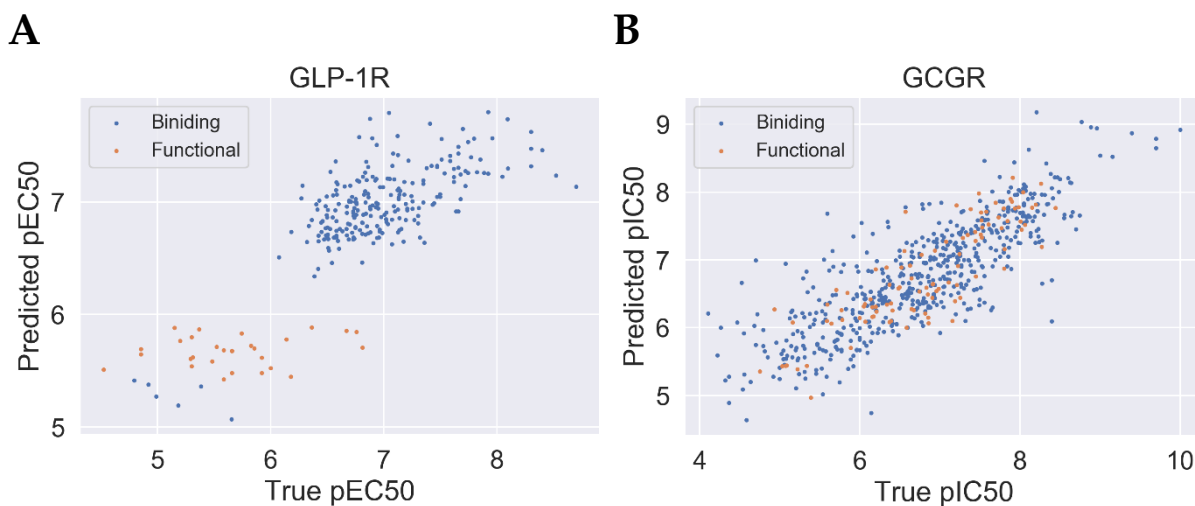 A
B
GLP-1R
Biniding
Functional
Predicted pEC50
7
6
5
5
6
7
8
True pEC50
GCGR
Biniding
Functional
Predicted pIC50
9
8
7
6
5
4
6
8
10
True pIC50